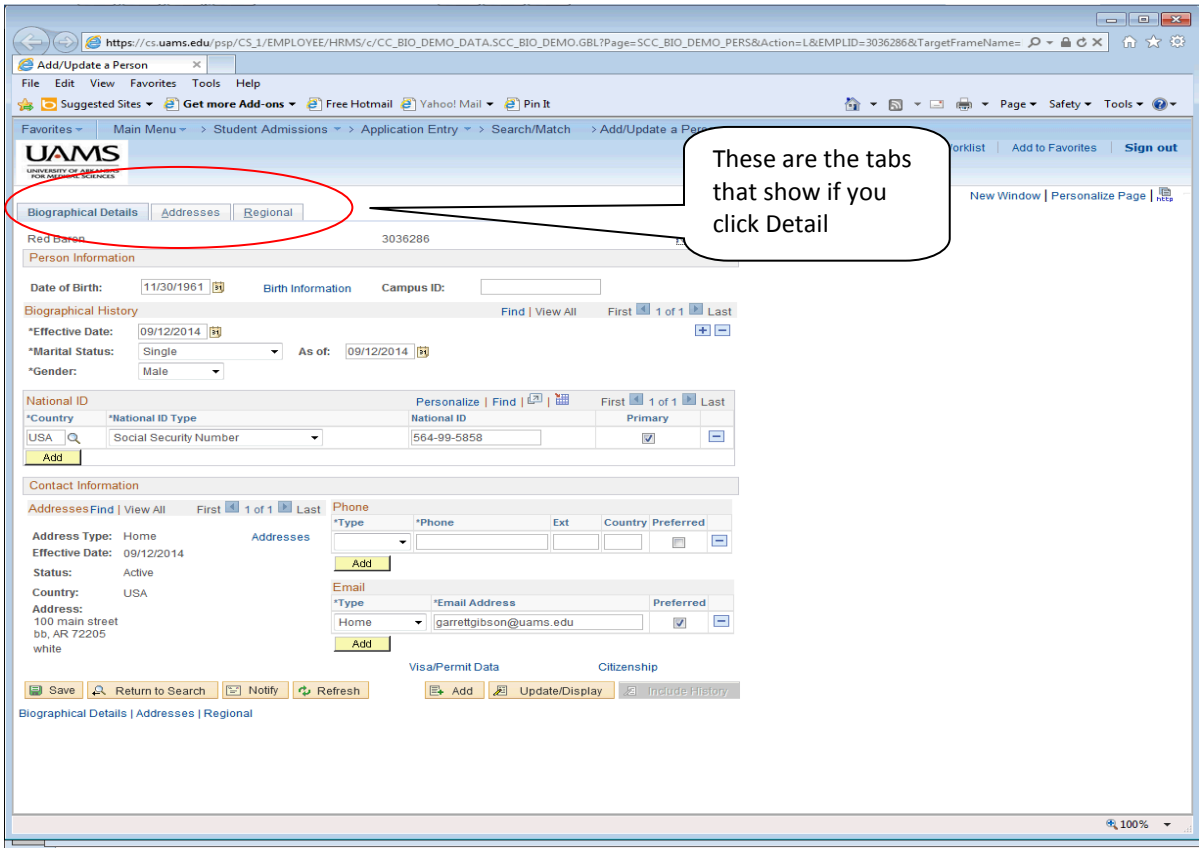 https://cs.uams.edu/psp/CS_1/EMPLOYEE/HRMS/c/CC_BIO_DEMO_DATA.SCC_BIO_DEMO.GBL?Page=SCC_BIO_DEMO_PERS&Action=L&EMPLID=3036286&TargetFrameName=
Add/Update a Person
File Edit View Favorites Tools Help
Suggested Sites Get more Add-ons Free Hotmail Yahoo! Mail Pin It Page Safety Tools
Favorites Main Menu > Student Admissions > Application Entry > Search/Match > Add/Update a
UAMS
UNIVERSITY OF ARKANSAS
FOR MEDICAL SCIENCES
Add to Favorites Sign out
These are the tabs
that show if you
click Detail
New Window | Personalize Page | http
Biographical Details Addresses Regional
Red Baron 3036286
Person Information
Date of Birth: 11/30/1961 31 Birth Information Campus ID:
Biographical History Find | View All First 1 of 1 Last
*Effective Date: 09/12/2014 31
*Marital Status: Single As of: 09/12/2014 31
*Gender: Male
National ID Personalize | Find | | First 1 of 1 Last
*Country *National ID Type National ID Primary
USA Social Security Number 564-99-5858
Add
Contact Information
Addresses Find | View All First 1 of 1 Last Phone
*Type *Phone Ext Country Preferred
Address Type: Home Addresses
Effective Date: 09/12/2014
Add
Status: Active
Email
Country: USA
*Type *Email Address Preferred
Address:
100 main street
Home garrettgibson@uams.edu
bb, AR 72205
white
Add
Visa/Permit Data Citizenship
Save Return to Search Notify Refresh Add Update/Display Include History
Biographical Details | Addresses | Regional
100%